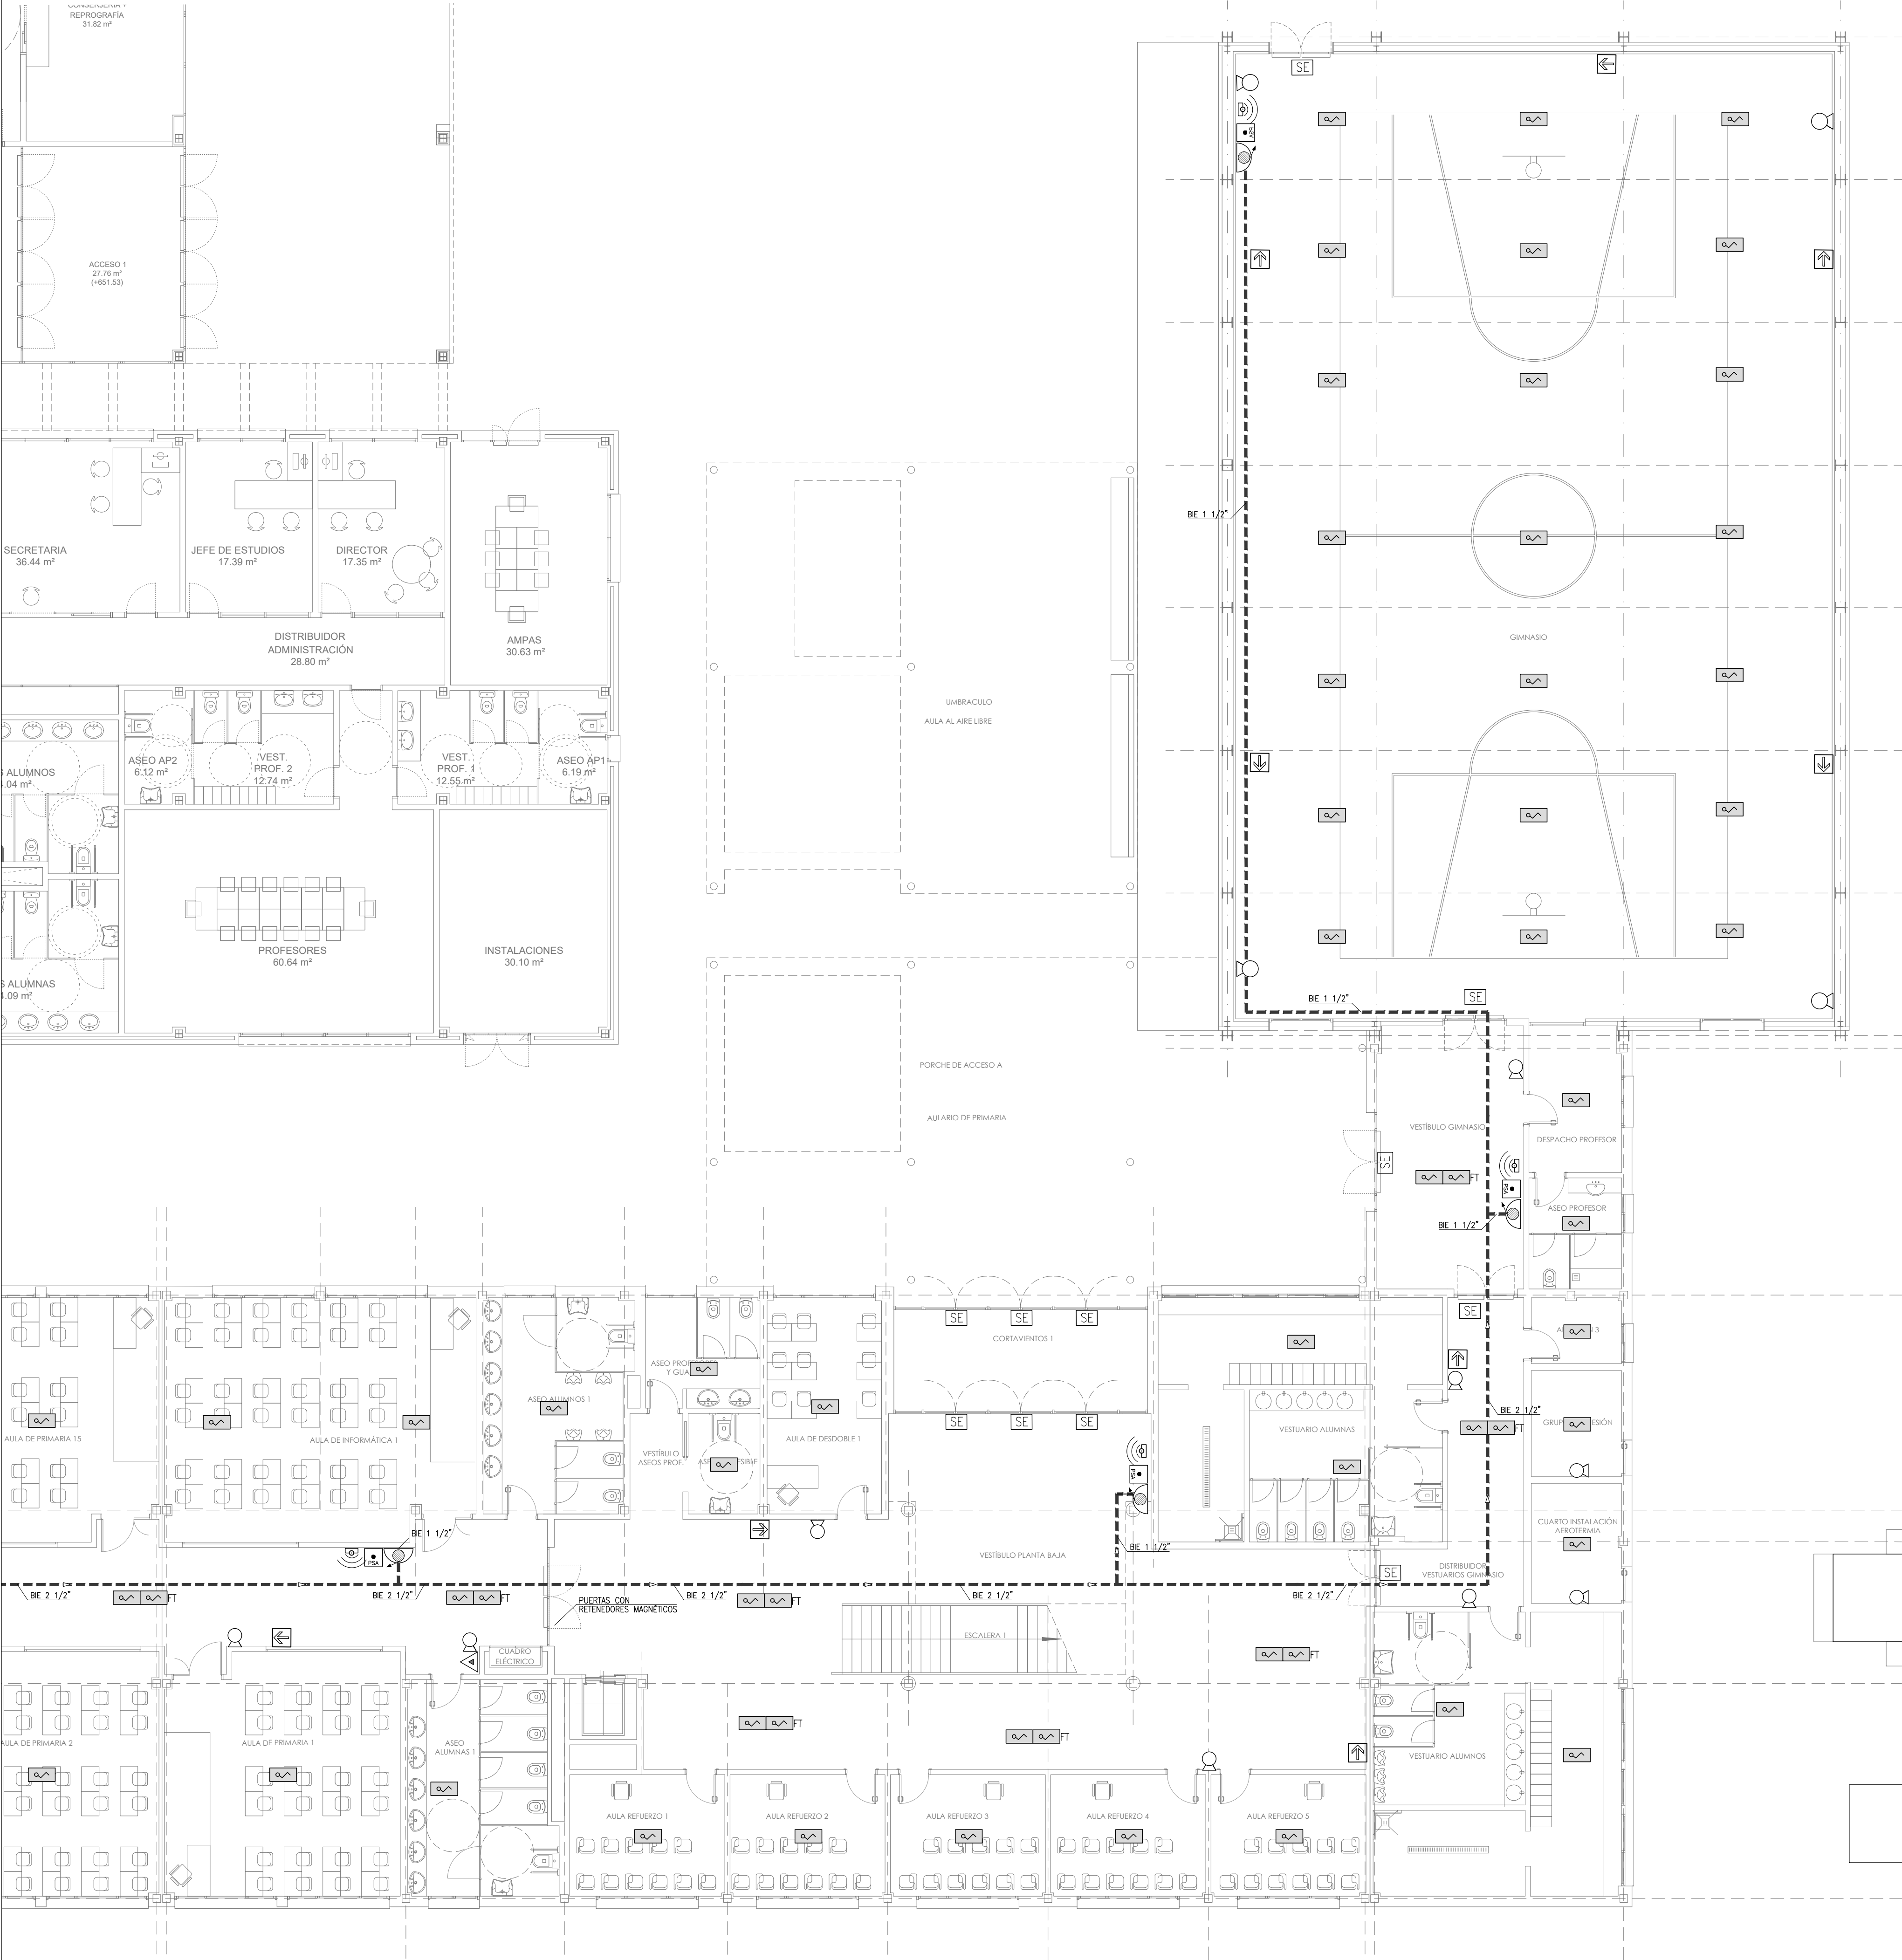 REPROGRAFÍA
31.82 m²
ACCESO 1
27.76 m²
(+651.53)
SE
BIE 1 1/2"
SECRETARIA
36.44 m²
JEFE DE ESTUDIOS
17.39 m²
DIRECTOR
17.35 m²
AMPAS
30.63 m²
DISTRIBUIDOR
ADMINISTRACIÓN
28.80 m²
GIMNASIO
UMBRACULO
AULA AL AIRE LIBRE
ALUMNOS
ASEO AP2
6.12 m²
VEST.
PROF. 2
12.74 m²
VEST.
PROF. 1
12.55 m²
ASEO AP1
6.19 m²
PROFESORES
60.64 m²
INSTALACIONES
30.10 m²
ALUMNAS
PSA
BIE 1 1/2"
SE
PORCHE DE ACCESO A
AULARIO DE PRIMARIA
VESTÍBULO GIMNASIO
DESPACHO PROFESOR
SE
FT
PSA
ASEO PROFESOR
BIE 1 1/2"
SE
SE
SE
SE
CORTAVIENTOS 1
SE
SE
SE
ASEO
Y
AULA DE PRIMARIA 15
AULA DE INFORMÁTICA 1
ASEO ALUMNOS 1
VESTÍBULO
ASEOS PROF.
AULA DE DESDOBLE 1
VESTUARIO ALUMNAS
BIE 2 1/2"
FT
PSA
CUARTO INSTALACIÓN
AEROTERMIA
BIE 1 1/2"
PSA
VESTÍBULO PLANTA BAJA
BIE 1 1/2"
DISTRIBUIDOR
VESTUARIOS GIMNASIO
SE
BIE 2 1/2"
FT
BIE 2 1/2"
FT
PUERTAS CON
RETENEDORES MAGNÉTICOS
BIE 2 1/2"
FT
BIE 2 1/2"
BIE 2 1/2"
ESCALERA 1
CUADRO
ELÉCTRICO
FT
FT
FT
AULA DE PRIMARIA 2
AULA DE PRIMARIA 1
ASEO
ALUMNAS 1
VESTUARIO ALUMNOS
AULA REFUERZO 1
AULA REFUERZO 2
AULA REFUERZO 3
AULA REFUERZO 4
AULA REFUERZO 5